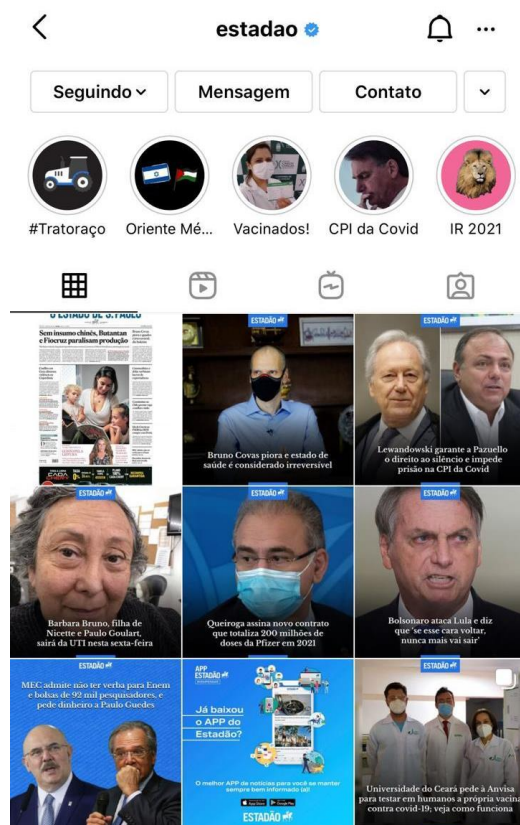 estadao
Seguindo
Mensagem
Contato
#Tratoraço
Oriente Mé...
Vacinados!
CPI da Covid
IR 2021
O ESTADO DE S. PAULO
Sem insumo chinês, Butantan
e Fiocruz paralisam produção
ESTADÃO
Bruno Covas piora e estado de
saúde é considerado irreversível
ESTADÃO
Lewandowski garante a Pazuello
o direito ao silêncio e impede
prisão na CPI da Covid
ESTADÃO
Barbara Bruno, filha de
Nicette e Paulo Goulart,
sairá da UTI nesta sexta-feira
ESTADÃO
Queiroga assina novo contrato
que totaliza 200 milhões de
doses da Pfizer em 2021
ESTADÃO
Bolsonaro ataca Lula e diz
que 'se esse cara voltar,
nunca mais vai sair'
ESTADÃO
MEC admite não ter verba para Enem
e bolsas de 92 mil pesquisadores, e
pede dinheiro a Paulo Guedes
APP
ESTADÃO
Já baixou
o APP do
Estadão?
O melhor APP de notícias para você se manter
sempre bem informado (a)!
App Store
Google Play
ESTADÃO
ESTADÃO
Universidade do Ceará pede à Anvisa
para testar em humanos a própria vacina
contra covid-19; veja como funciona